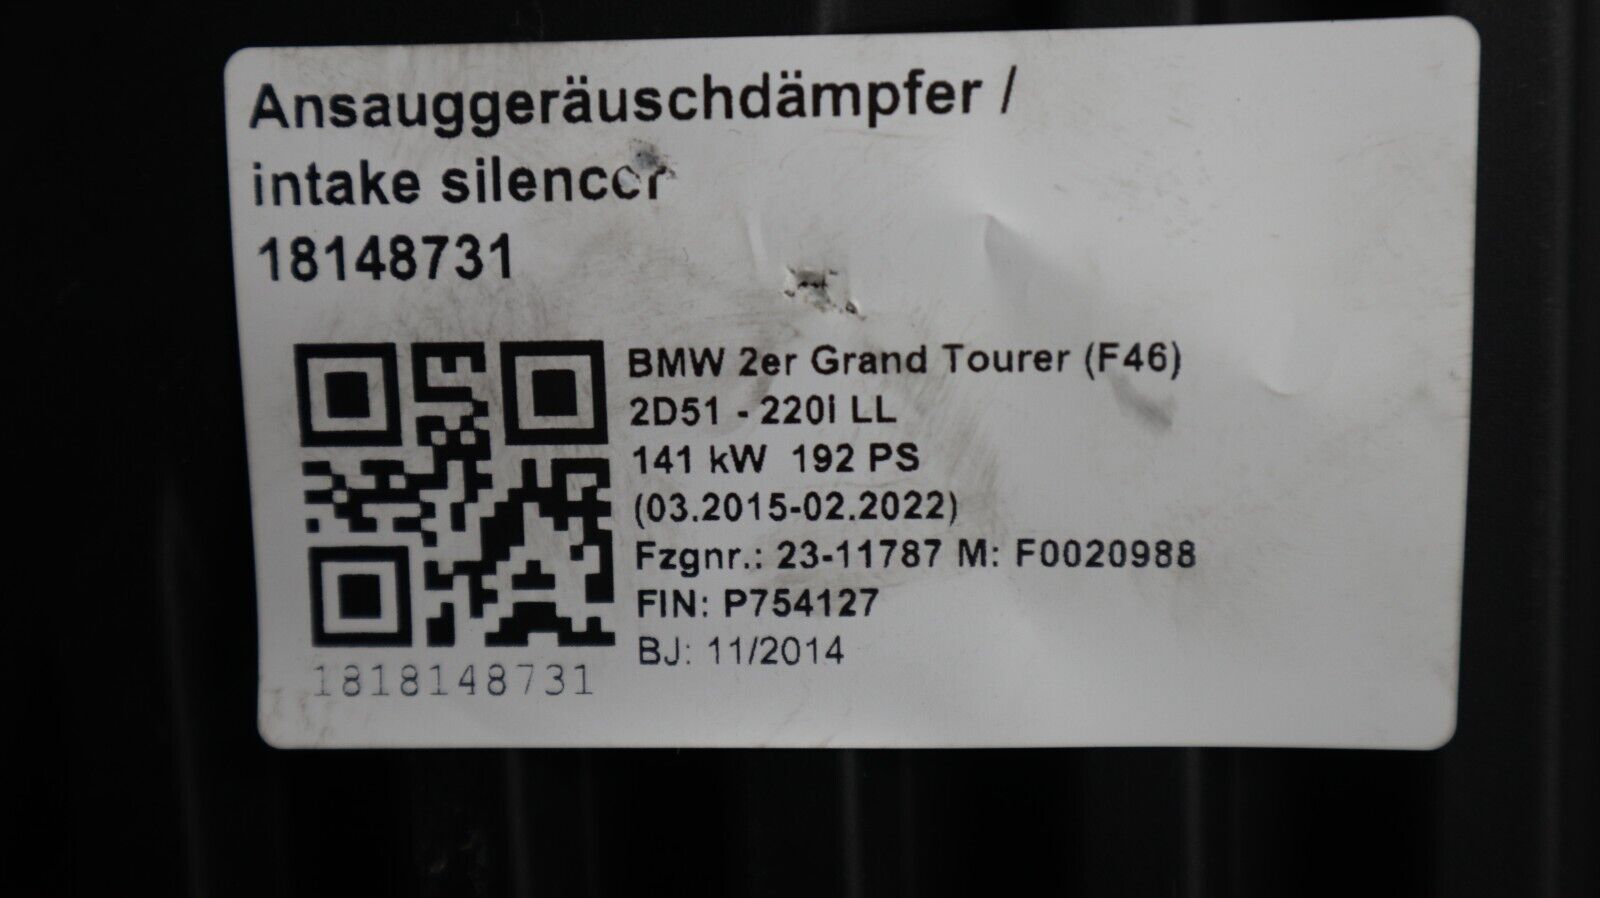 Ansauggeräuschdämpfer /
intake silencer
18148731
BMW 2er Grand Tourer (F46)
2D51 - 220i LL
141 kW 192 PS
(03.2015-02.2022)
Fzgnr.: 23-11787 M: F0020988
FIN: P754127
BJ: 11/2014
1818148731